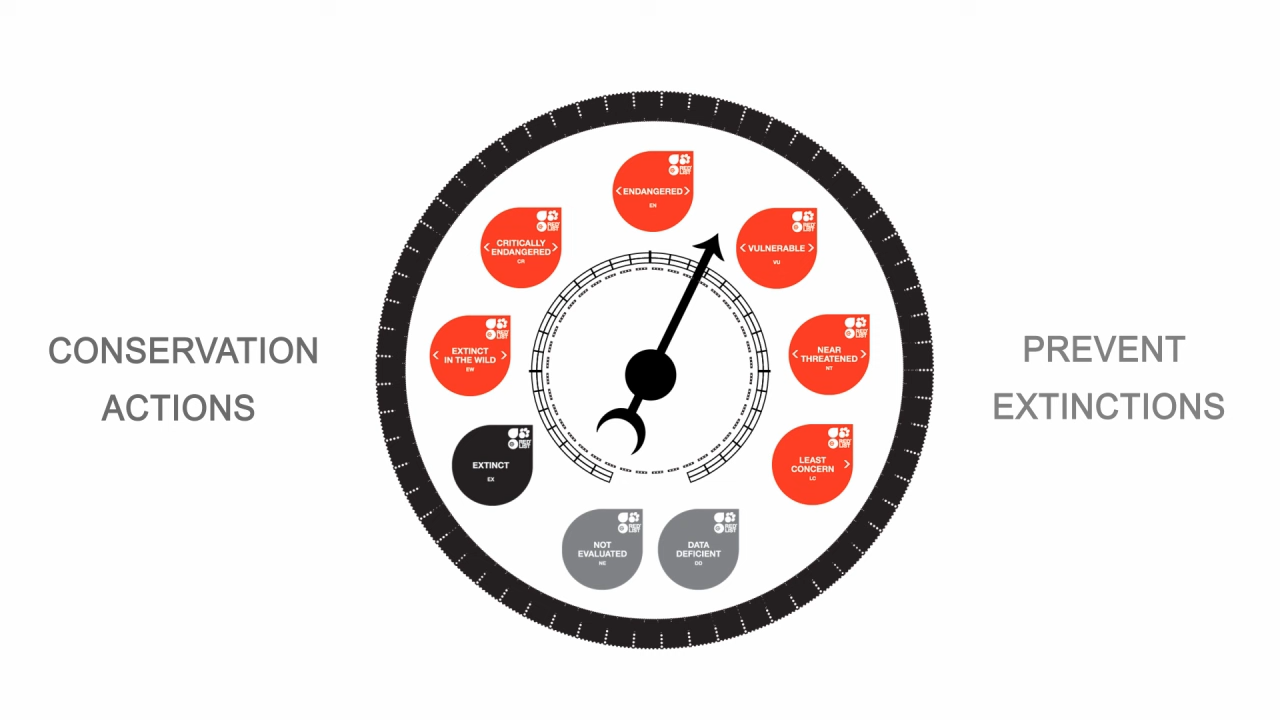 CONSERVATION
ACTIONS
< ENDANGERED >
EN
< CRITICALLY
ENDANGERED >
CR
< VULNERABLE >
VU
< EXTINCT
IN THE WILD >
EW
< NEAR
THREATENED >
NT
EXTINCT
EX
LEAST
CONCERN >
LC
NOT
EVALUATED
NE
DATA
DEFICIENT
DD
PREVENT
EXTINCTIONS